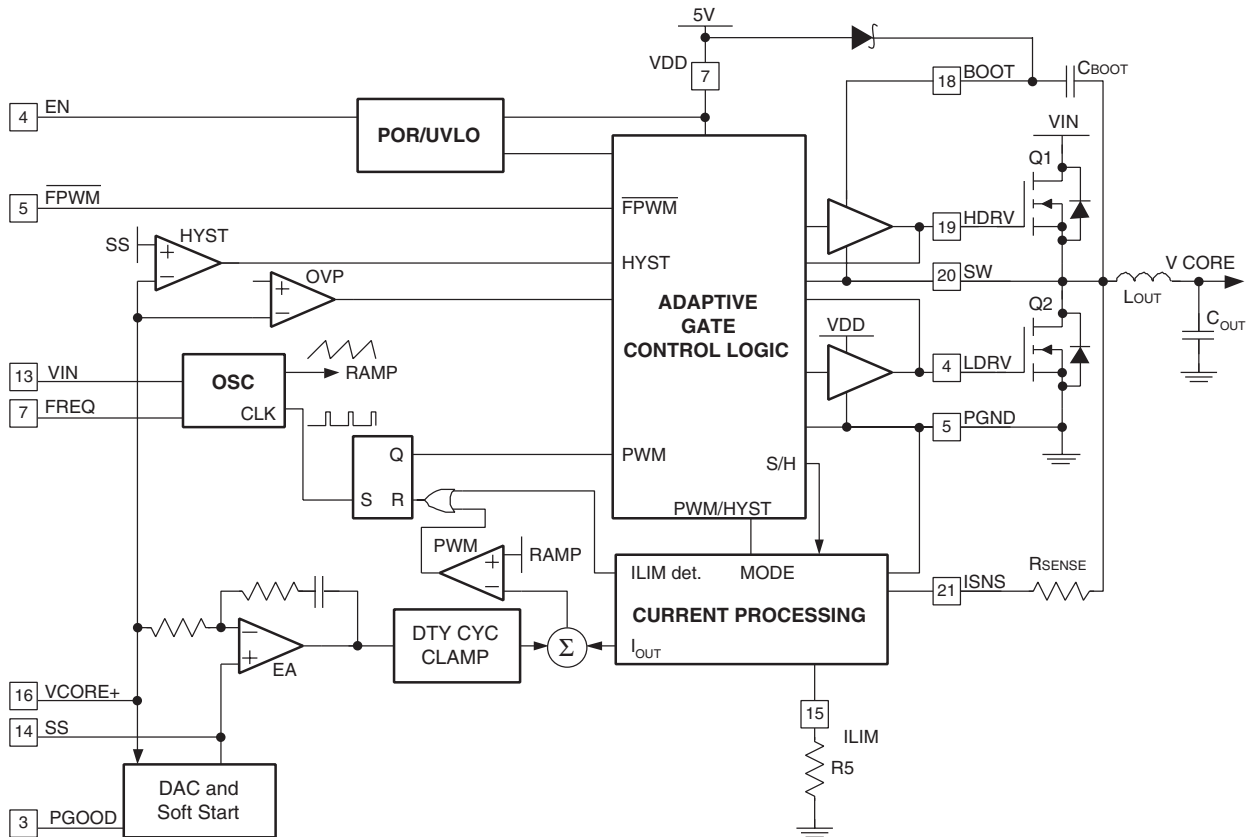 5V
VDD
7
18
BOOT
CBOOT
4
EN
POR/UVLO
VIN
Q1
5
FPWM
FPWM
19
HDRV
SS
HYST
+
−
HYST
OVP
+
−
20
SW
V CORE
LOUT
COUT
ADAPTIVE
GATE
CONTROL LOGIC
VDD
Q2
13
VIN
OSC
RAMP
4
LDRV
7
FREQ
CLK
5
PGND
Q
PWM
S/H
S
R
PWM/HYST
PWM
+
−
RAMP
ILIM det.
MODE
RSENSE
21
ISNS
CURRENT PROCESSING
IOUT
−
+
EA
DTY CYC
CLAMP
Σ
16
VCORE+
14
SS
15
ILIM
R5
DAC and
Soft Start
3
PGOOD